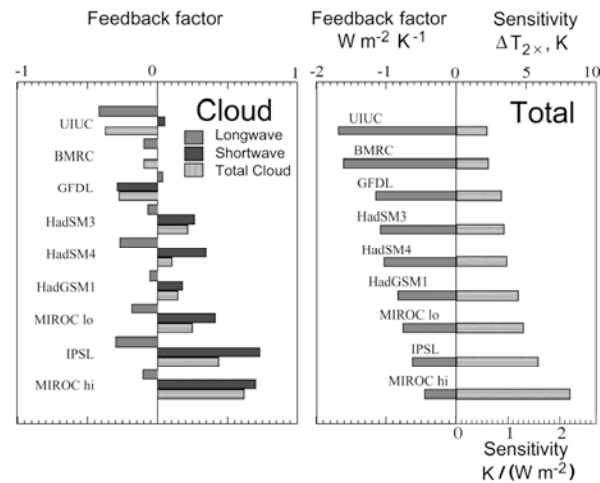 Feedback factor
-1 0 1
Cloud
Longwave
Shortwave
Total Cloud
UIUC
BMRC
GFDL
HadSM3
HadSM4
HadGSM1
MIROC lo
IPSL
MIROC hi
Feedback factor
W m⁻² K⁻¹
Sensitivity
ΔT₂ₓ, K
-2 -1 0 5 10
Total
UIUC
BMRC
GFDL
HadSM3
HadSM4
HadGSM1
MIROC lo
IPSL
MIROC hi
0 1 2
Sensitivity
K/(W m⁻²)